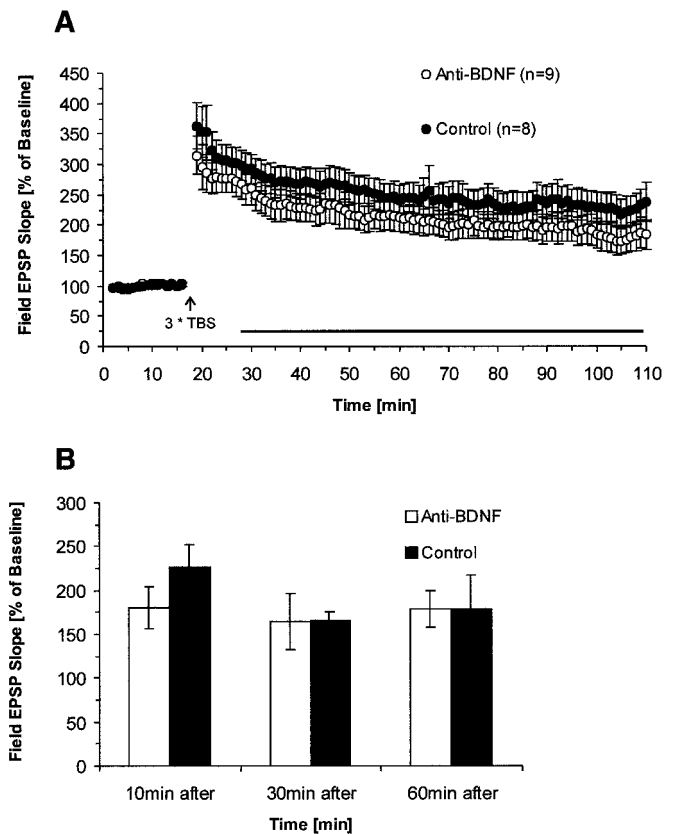 A
Field EPSP Slope [% of Baseline]
450
400
350
300
250
200
150
100
50
0
Anti-BDNF (n=9)
Control (n=8)
3 * TBS
0 10 20 30 40 50 60 70 80 90 100 110
Time [min]
B
Field EPSP Slope [% of Baseline]
300
250
200
150
100
50
0
Anti-BDNF
Control
10min after 30min after 60min after
Time [min]